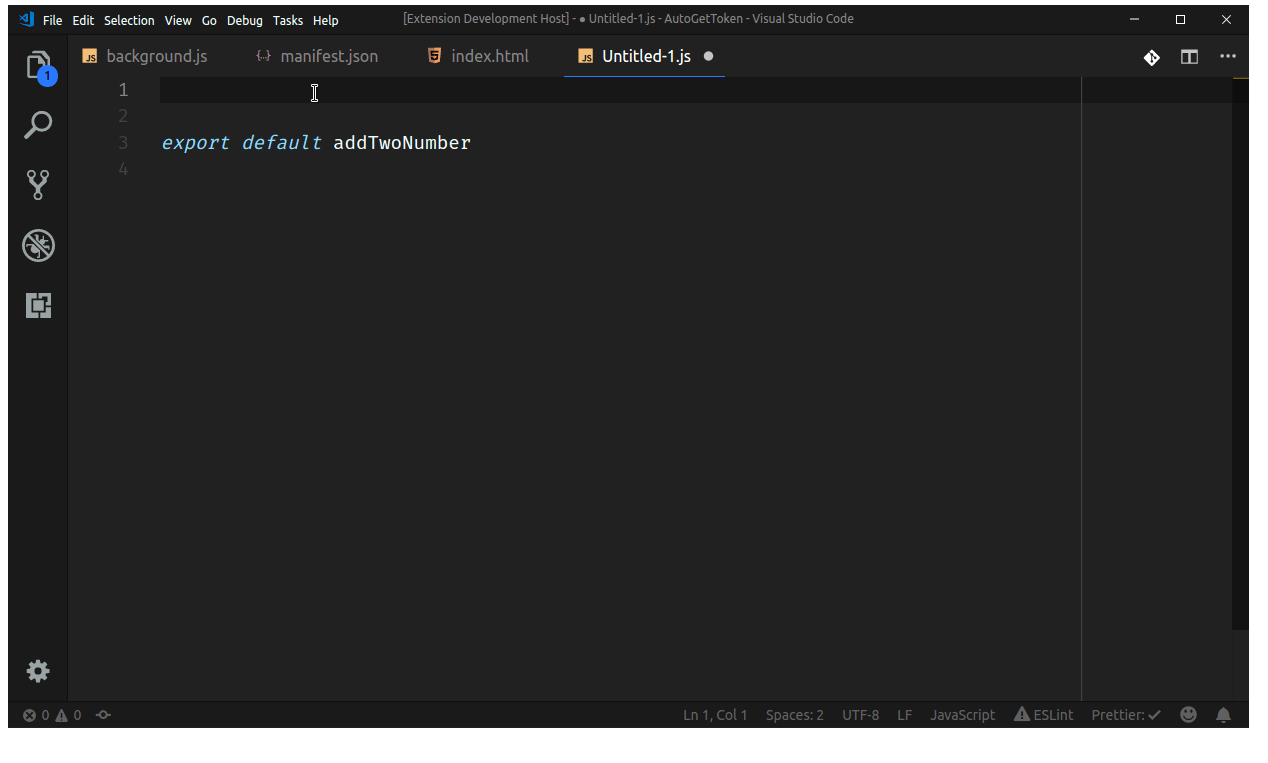 File Edit Selection View Go Debug Tasks Help
[Extension Development Host] - ● Untitled-1.js - AutoGetToken - Visual Studio Code
JS background.js
{..} manifest.json
5 index.html
JS Untitled-1.js ●
1
1
2
3 export default addTwoNumber
4
0 0
Ln 1, Col 1 Spaces: 2 UTF-8 LF JavaScript ESLint Prettier: ✓